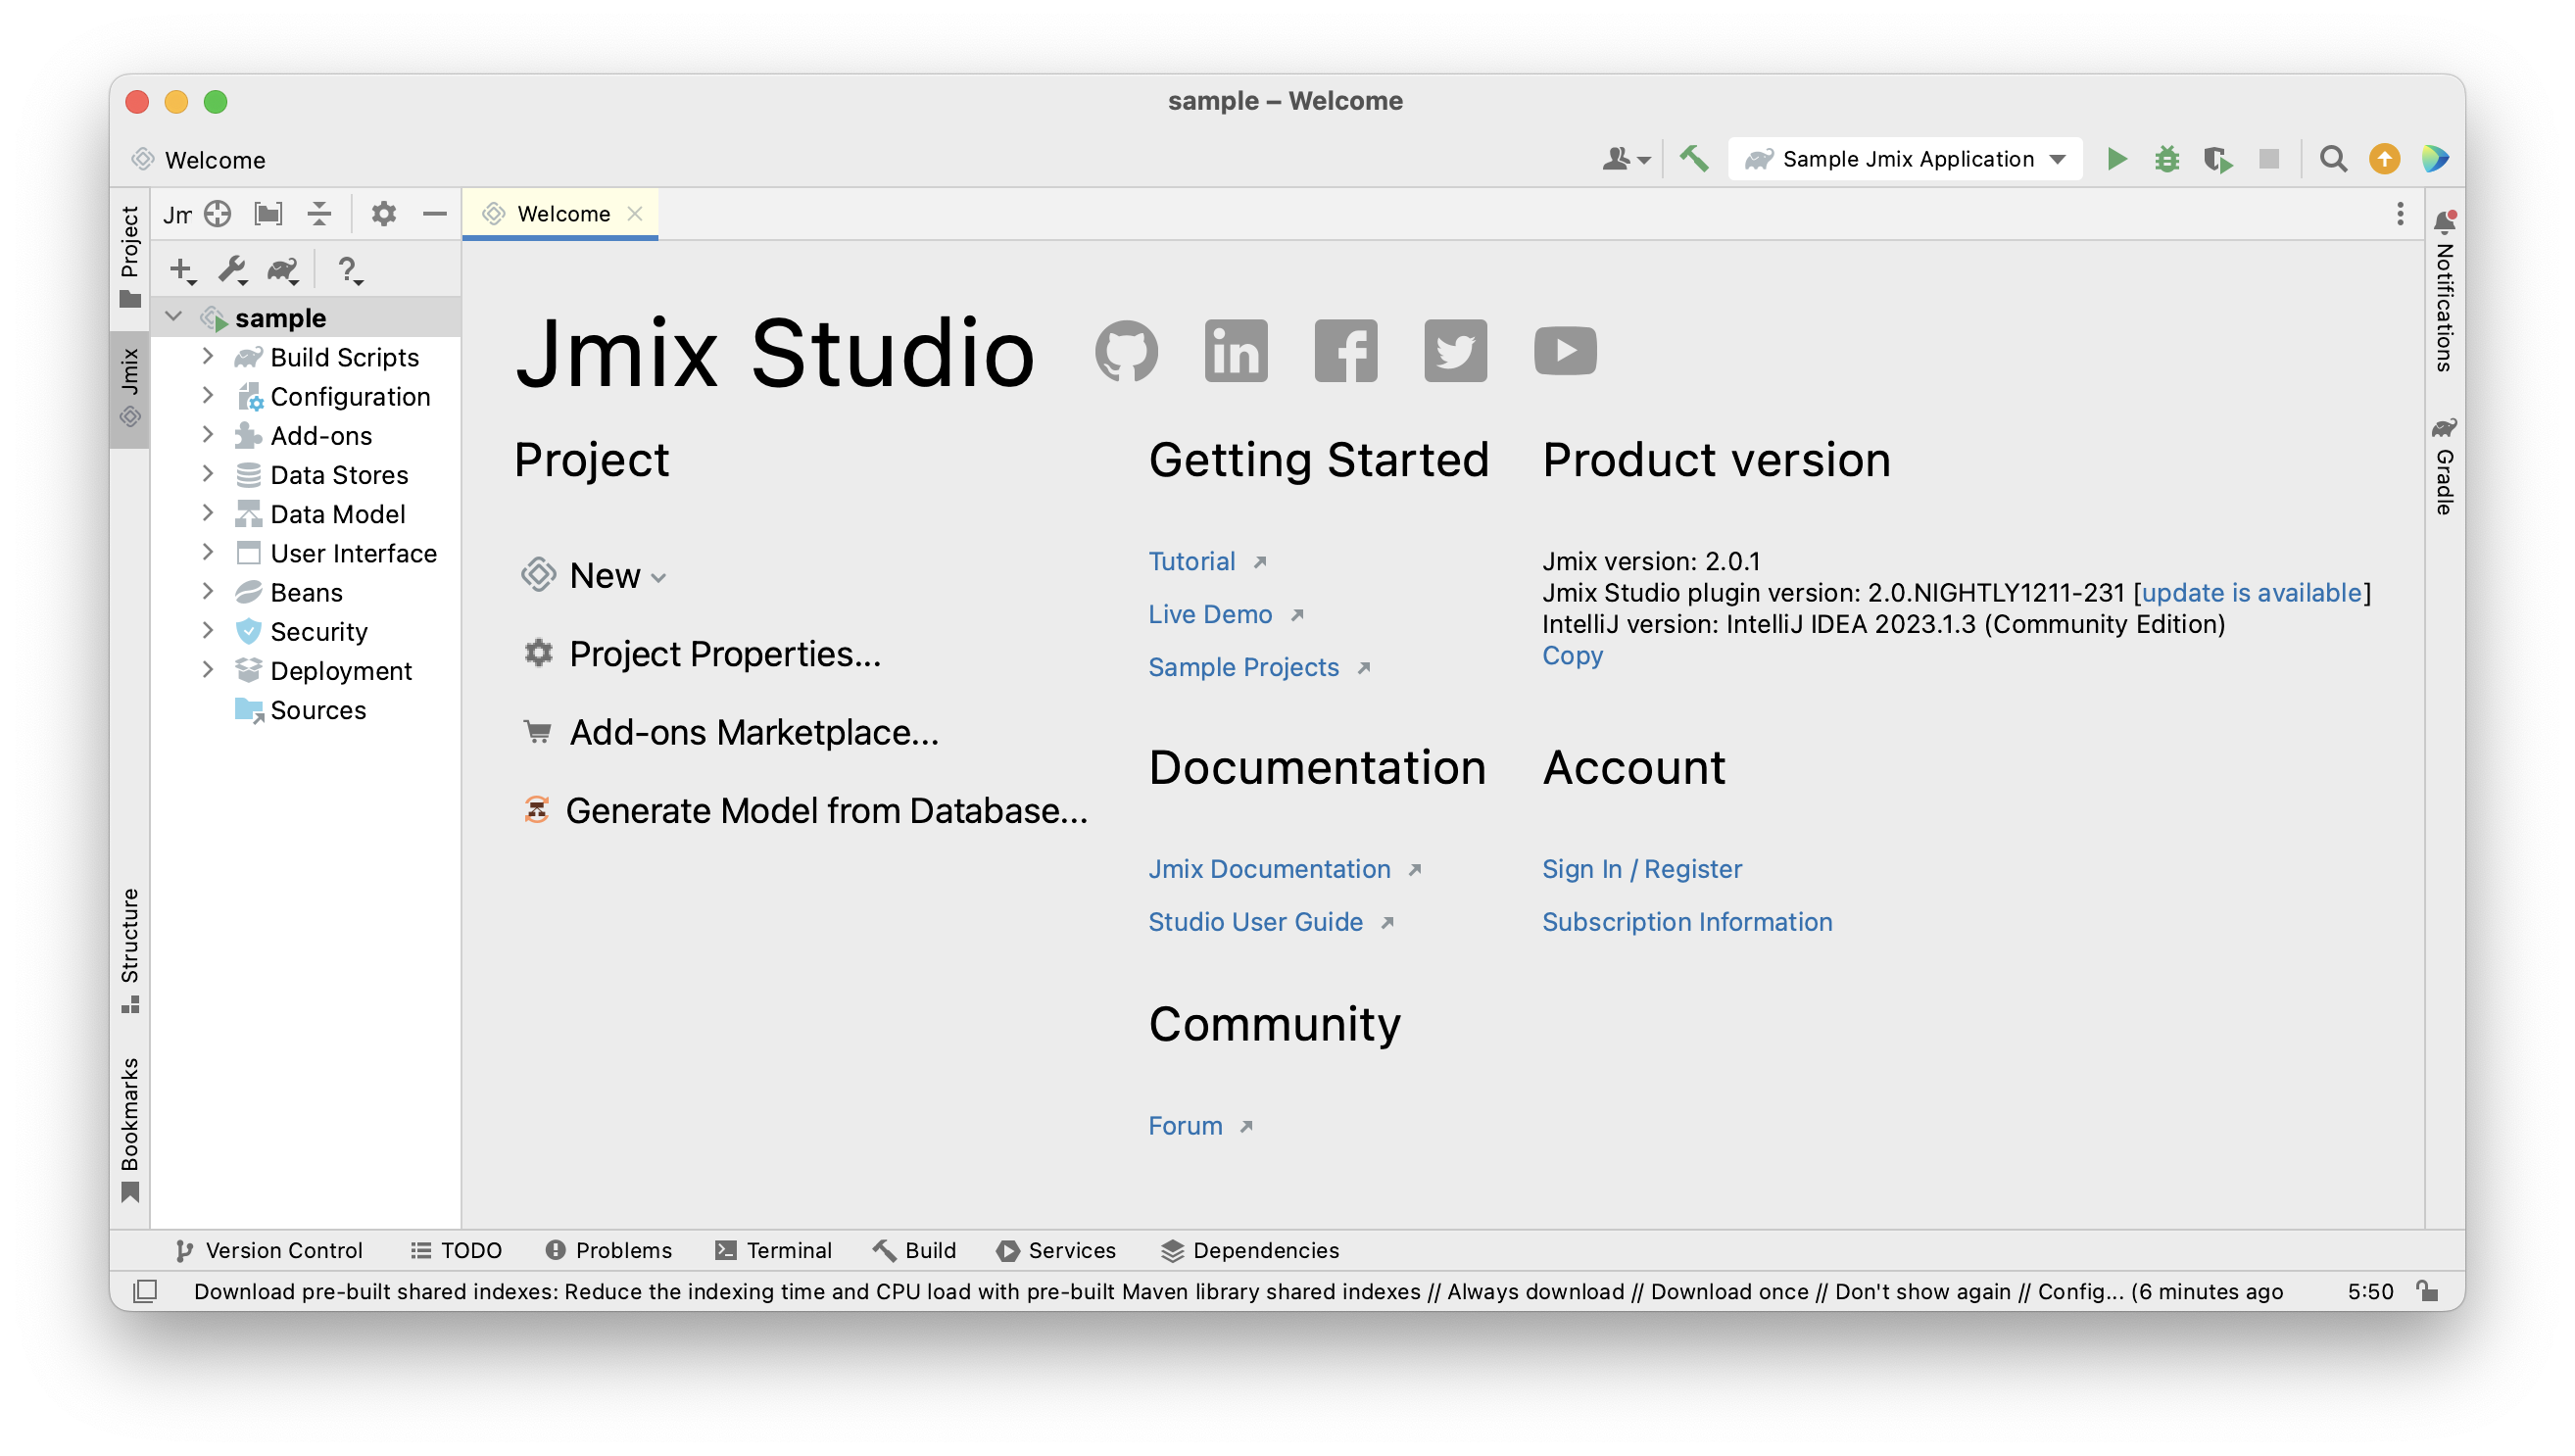 sample – Welcome
Welcome
Sample Jmix Application
Project
Jmix
Structure
Bookmarks
Jm
sample
Build Scripts
Configuration
Add-ons
Data Stores
Data Model
User Interface
Beans
Security
Deployment
Sources
Welcome
Jmix Studio
Project
New
Project Properties...
Add-ons Marketplace...
Generate Model from Database...
Getting Started
Tutorial
Live Demo
Sample Projects
Documentation
Jmix Documentation
Studio User Guide
Community
Forum
Product version
Jmix version: 2.0.1
Jmix Studio plugin version: 2.0.NIGHTLY1211-231 [update is available]
IntelliJ version: IntelliJ IDEA 2023.1.3 (Community Edition)
Copy
Account
Sign In / Register
Subscription Information
Notifications
Gradle
Version Control TODO Problems Terminal Build Services Dependencies
Download pre-built shared indexes: Reduce the indexing time and CPU load with pre-built Maven library shared indexes // Always download // Download once // Don't show again // Config... (6 minutes ago 5:50